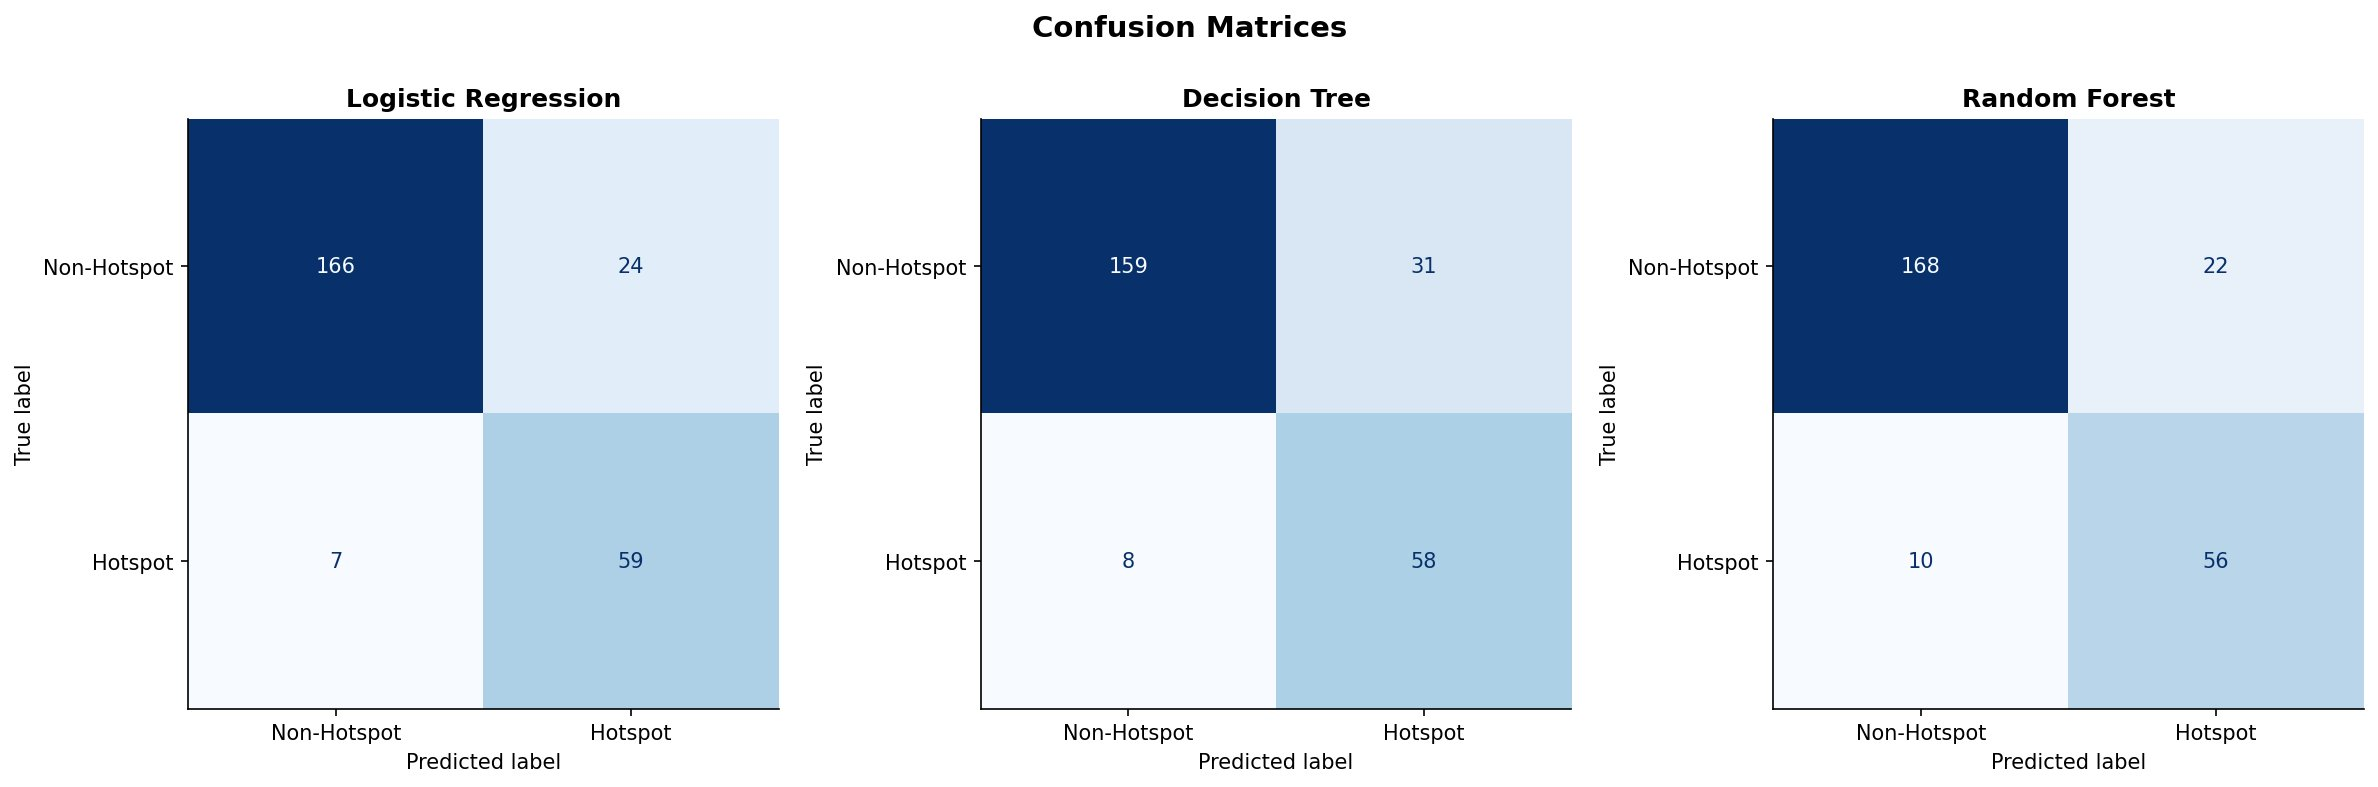 Confusion Matrices
Logistic Regression
True label
Non-Hotspot
166
24
Hotspot
7
59
Non-Hotspot
Hotspot
Predicted label
Decision Tree
True label
Non-Hotspot
159
31
Hotspot
8
58
Non-Hotspot
Hotspot
Predicted label
Random Forest
True label
Non-Hotspot
168
22
Hotspot
10
56
Non-Hotspot
Hotspot
Predicted label